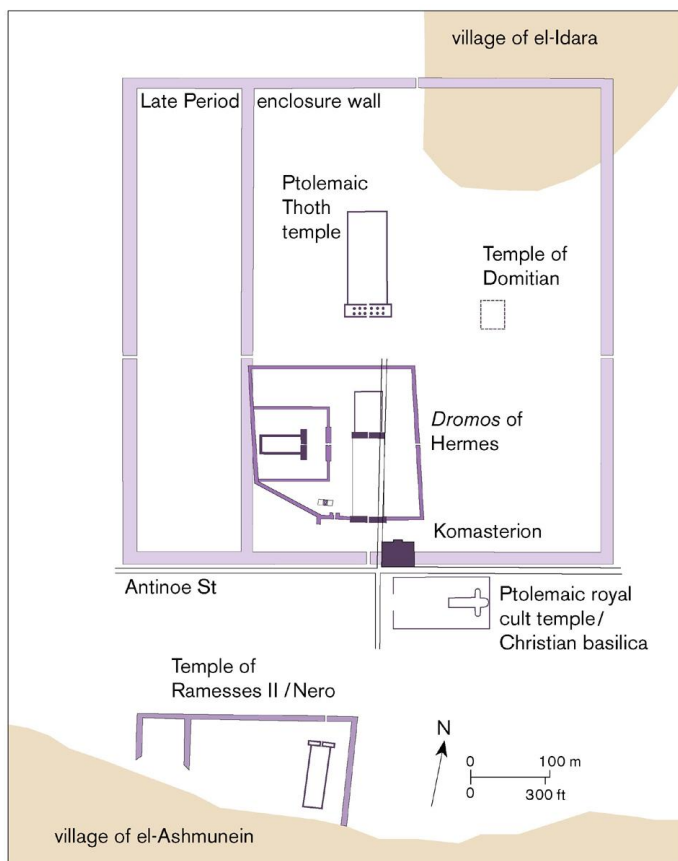 village of el-Idara
Late Period enclosure wall
Ptolemaic
Thoth
temple
Temple of
Domitian
Dromos of
Hermes
Komasterion
Antinoe St
Ptolemaic royal
cult temple/
Christian basilica
Temple of
Ramesses II/Nero
N
0 100 m
0 300 ft
village of el-Ashmunein